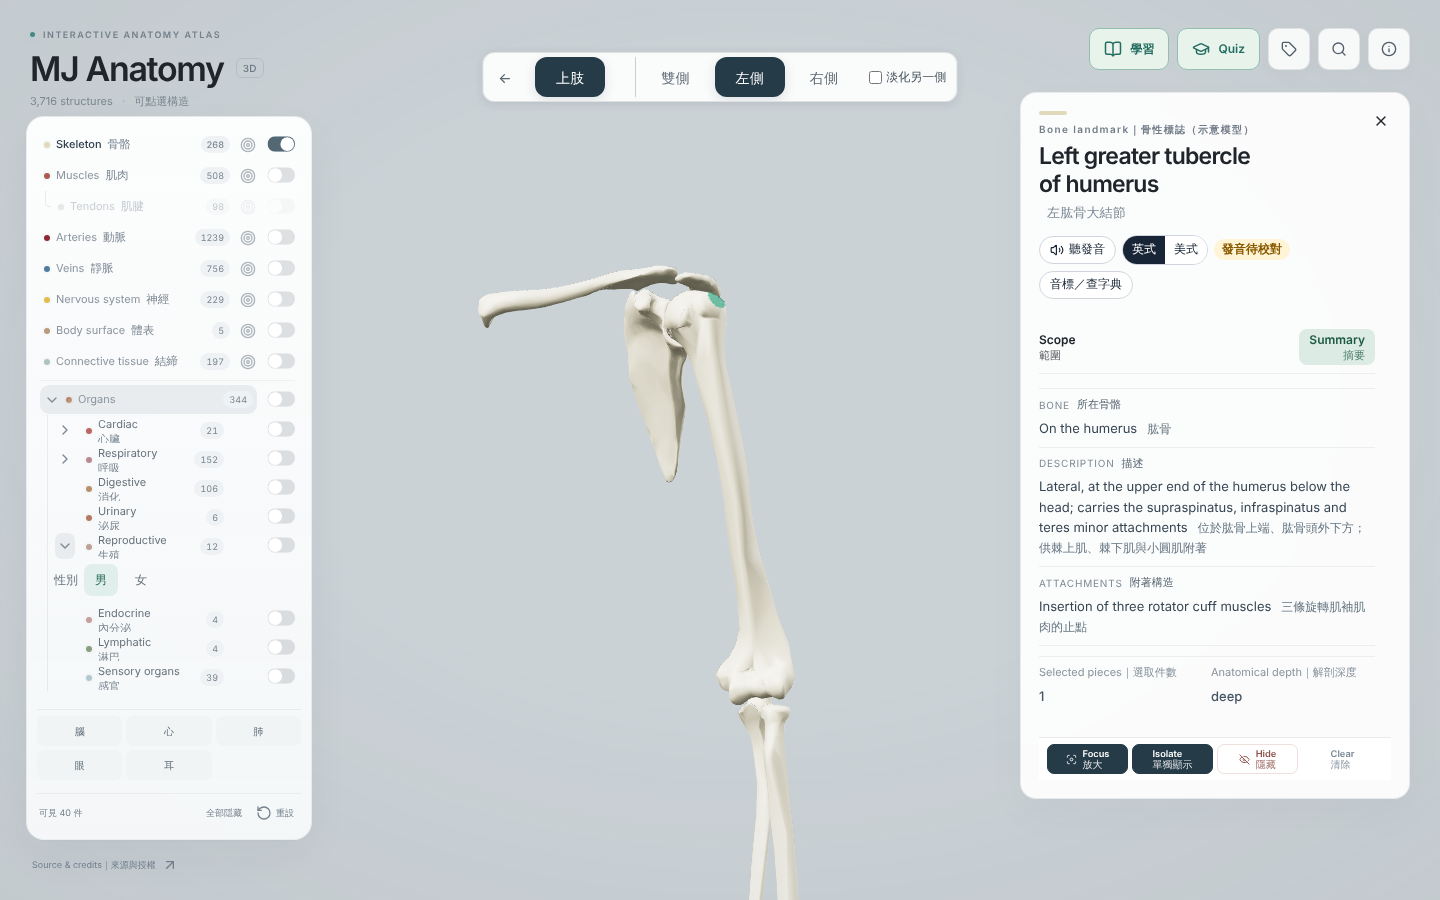 INTERACTIVE ANATOMY ATLAS
MJ Anatomy 3D
3,716 structures · 可點選構造
Skeleton 骨骼 268
Muscles 肌肉 508
Tendons 肌腱 98
Arteries 動脈 1239
Veins 靜脈 756
Nervous system 神經 229
Body surface 體表 5
Connective tissue 結締 197
Organs 344
Cardiac 21
心臟
Respiratory 152
呼吸
Digestive 106
消化
Urinary 6
泌尿
Reproductive 12
生殖
性別 男 女
Endocrine 4
內分泌
Lymphatic 4
淋巴
Sensory organs 39
感官
腦 心 肺
眼 耳
可見 40 件 全部隱藏 重設
Source & credits | 來源與授權
← 上肢 雙側 左側 右側 淡化另一側
學習 Quiz
Bone landmark | 骨性標誌（示意模型）
Left greater tubercle
of humerus
左肱骨大結節
聽發音 英式 美式 發音待校對
音標／查字典
Scope Summary
範圍 摘要
BONE 所在骨骼
On the humerus 肱骨
DESCRIPTION 描述
Lateral, at the upper end of the humerus below the
head; carries the supraspinatus, infraspinatus and
teres minor attachments 位於肱骨上端、肱骨頭外下方；
供棘上肌、棘下肌與小圓肌附著
ATTACHMENTS 附著構造
Insertion of three rotator cuff muscles 三條旋轉肌袖肌
肉的止點
Selected pieces | 選取件數 Anatomical depth | 解剖深度
1 deep
Focus Isolate Hide Clear
放大 單獨顯示 隱藏 清除